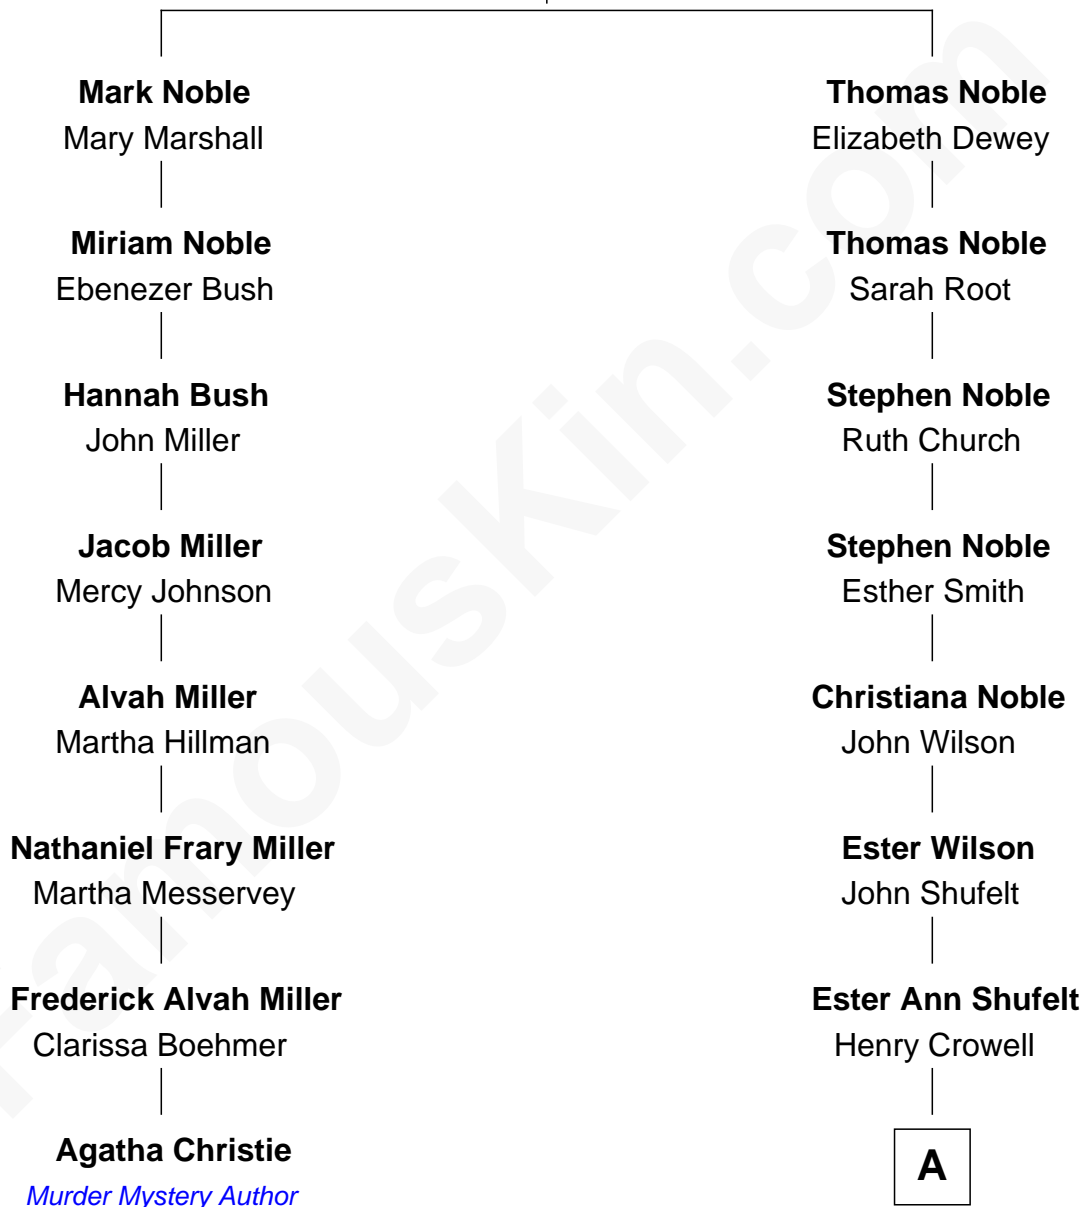 Mark Noble
Mary Marshall
Thomas Noble
Elizabeth Dewey
Miriam Noble
Ebenezer Bush
Thomas Noble
Sarah Root
Hannah Bush
John Miller
Stephen Noble
Ruth Church
Jacob Miller
Mercy Johnson
Stephen Noble
Esther Smith
Alvah Miller
Martha Hillman
Christiana Noble
John Wilson
Nathaniel Frary Miller
Martha Messervey
Ester Wilson
John Shufelt
Frederick Alvah Miller
Clarissa Boehmer
Ester Ann Shufelt
Henry Crowell
Agatha Christie
Murder Mystery Author
A
FamousKin.com